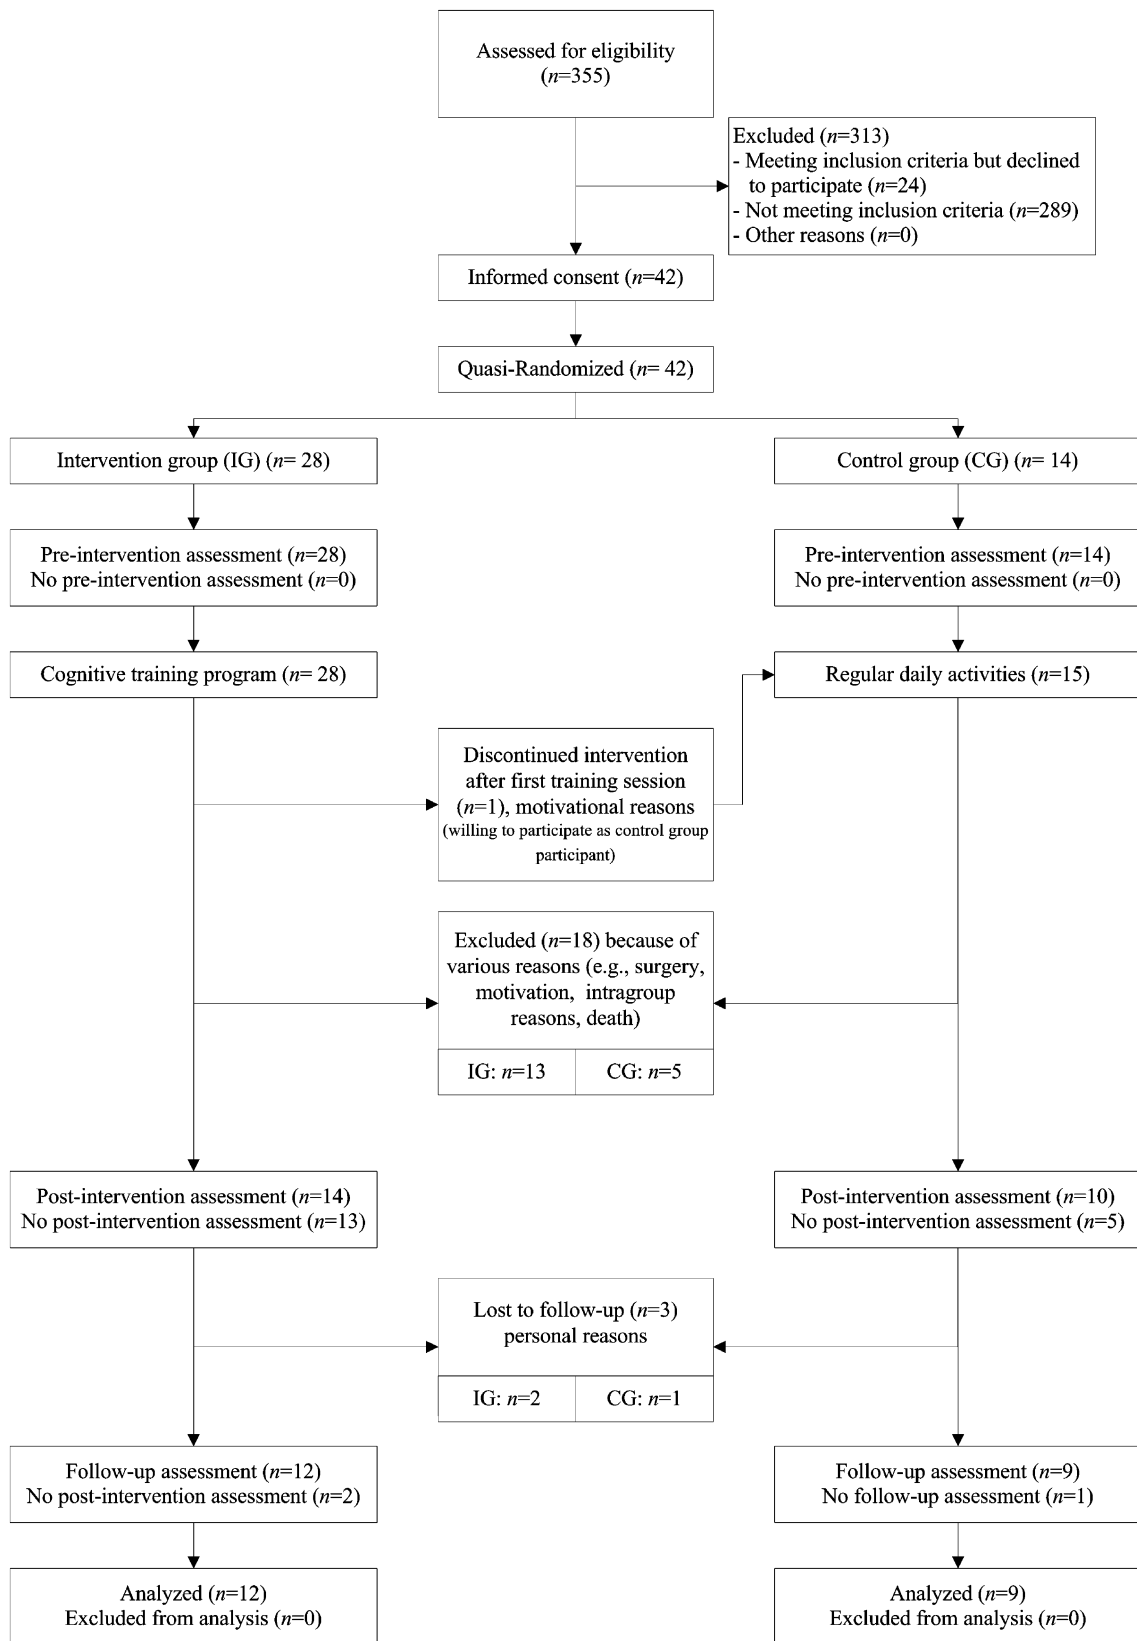 Assessed for eligibility
(n=355)
Excluded (n=313)
- Meeting inclusion criteria but declined
to participate (n=24)
- Not meeting inclusion criteria (n=289)
- Other reasons (n=0)
Informed consent (n=42)
Quasi-Randomized (n= 42)
Intervention group (IG) (n= 28)
Control group (CG) (n= 14)
Pre-intervention assessment (n=28)
No pre-intervention assessment (n=0)
Pre-intervention assessment (n=14)
No pre-intervention assessment (n=0)
Cognitive training program (n= 28)
Regular daily activities (n=15)
Discontinued intervention
after first training session
(n=1), motivational reasons
(willing to participate as control group
participant)
Excluded (n=18) because of
various reasons (e.g., surgery,
motivation, intragroup
reasons, death)
IG: n=13
CG: n=5
Post-intervention assessment (n=14)
No post-intervention assessment (n=13)
Post-intervention assessment (n=10)
No post-intervention assessment (n=5)
Lost to follow-up (n=3)
personal reasons
IG: n=2
CG: n=1
Follow-up assessment (n=12)
No post-intervention assessment (n=2)
Follow-up assessment (n=9)
No follow-up assessment (n=1)
Analyzed (n=12)
Excluded from analysis (n=0)
Analyzed (n=9)
Excluded from analysis (n=0)